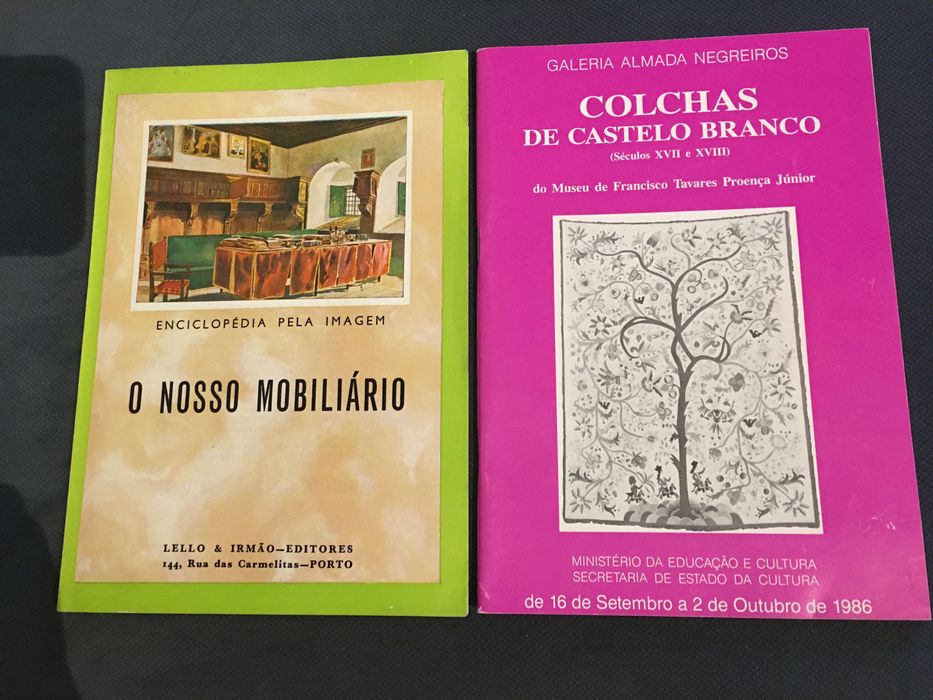 ENCICLOPÉDIA PELA IMAGEM
O NOSSO MOBILIÁRIO
LELLO & IRMÃO—EDITORES
144, Rua das Carmelitas—PORTO
GALERIA ALMADA NEGREIROS
COLCHAS
DE CASTELO BRANCO
(Séculos XVII e XVIII)
do Museu de Francisco Tavares Proença Júnior
MINISTÉRIO DA EDUCAÇÃO E CULTURA
SECRETARIA DE ESTADO DA CULTURA
de 16 de Setembro a 2 de Outubro de 1986